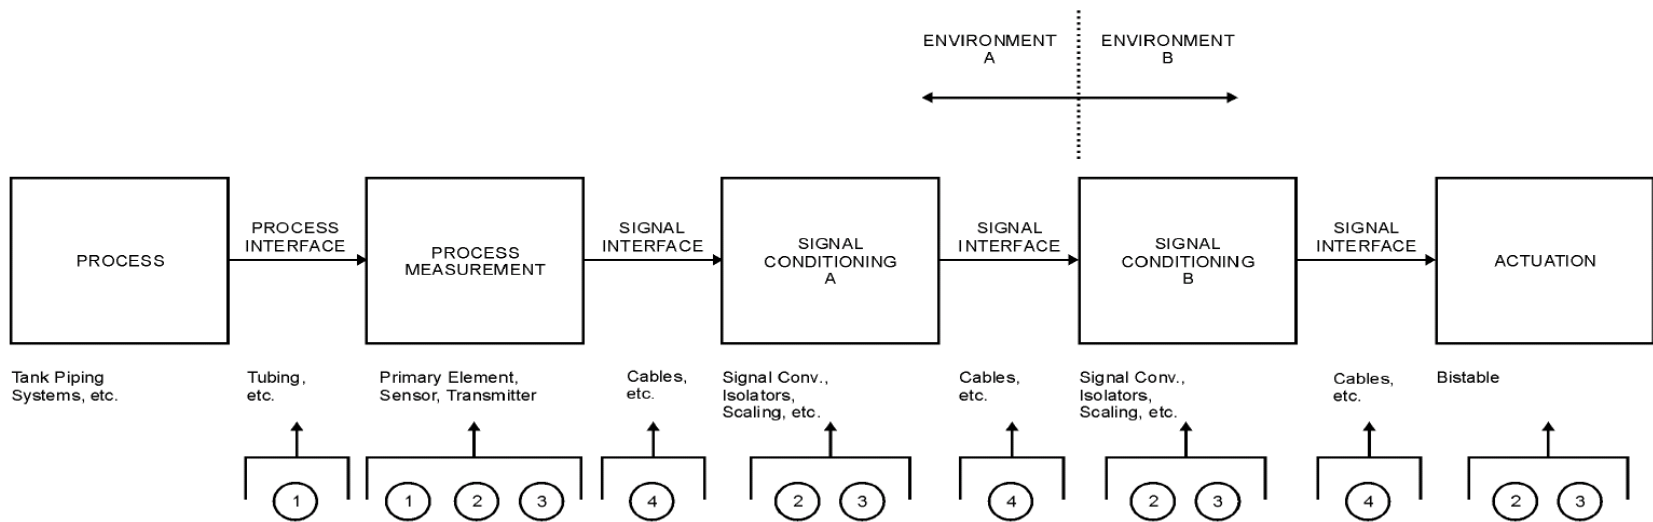 ENVIRONMENT
A
ENVIRONMENT
B
PROCESS
PROCESS
INTERFACE
PROCESS
MEASUREMENT
SIGNAL
INTERFACE
SIGNAL
CONDITIONING
A
SIGNAL
INTERFACE
SIGNAL
CONDITIONING
B
SIGNAL
INTERFACE
ACTUATION
Tank Piping
Systems, etc.
Tubing,
etc.
Primary Element,
Sensor, Transmitter
Cables,
etc.
Signal Conv.,
Isolators,
Scaling, etc.
Cables,
etc.
Signal Conv.,
Isolators,
Scaling, etc.
Cables,
etc.
Bistable
1
1 2 3
4
2 3
4
2 3
4
2 3